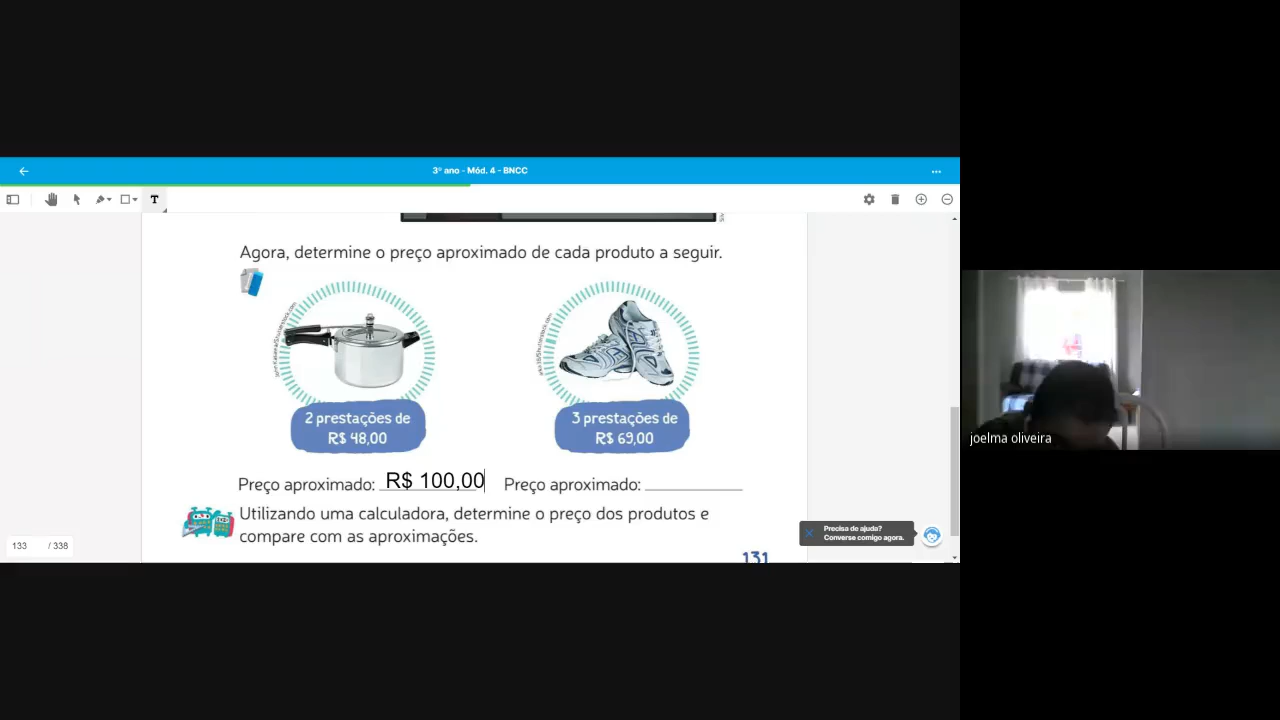 3º ano - Mód. 4 - BNCC
T
Agora, determine o preço aproximado de cada produto a seguir.
2 prestações de
R$ 48,00
3 prestações de
R$ 69,00
Preço aproximado: R$ 100,00
Preço aproximado:
Utilizando uma calculadora, determine o preço dos produtos e
compare com as aproximações.
131
133 / 338
Precisa de ajuda?
Converse comigo agora.
joelma oliveira